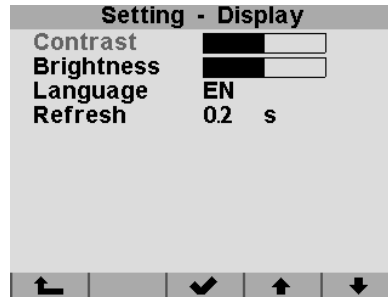 Setting - Display
Contrast
Brightness
Language EN
Refresh 0.2 s